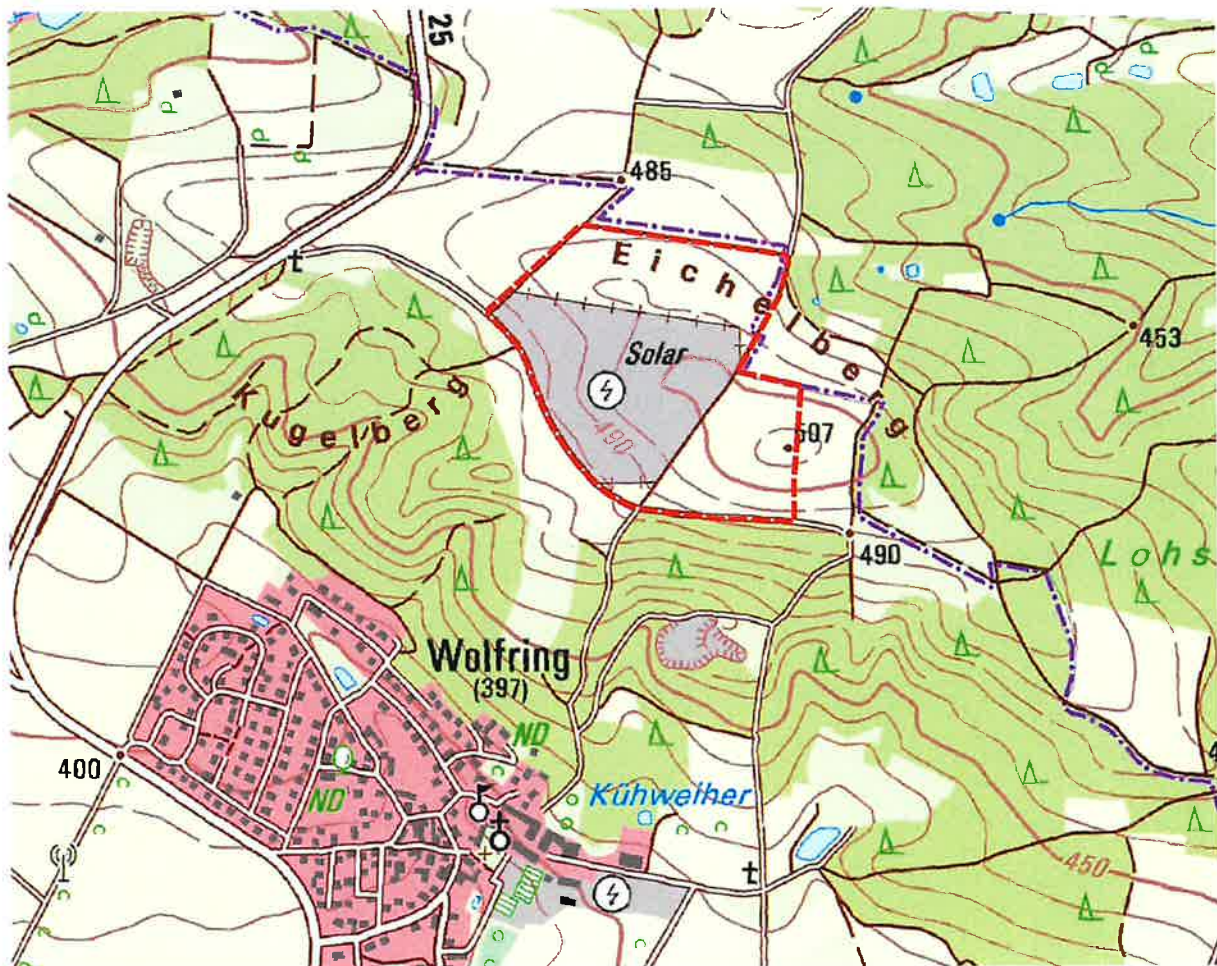 25
485
Eichelberg
Solar
453
Kugelberg
490
507
490
Lohs
Wolfring
(397)
ND
400
ND
Kühweiher
450